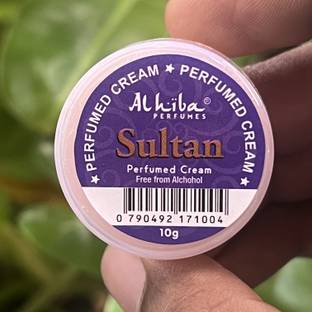 ★ PERFUMED CREAM ★ PERFUMED CREAM ★
Alhiba©
PERFUMES
Sultan
Perfumed Cream
Free from Alchohol
0 790492 171004
10g